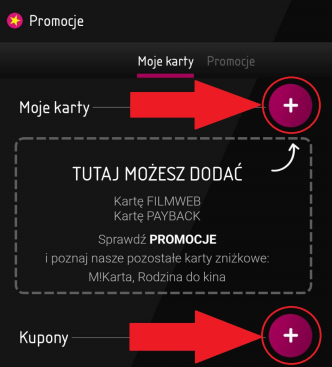 Promocje
Moje karty Promocje
Moje karty
TUTAJ MOŻESZ DODAĆ
Kartę FILMWEB
Kartę PAYBACK
Sprawdź PROMOCJE
i poznaj nasze pozostałe karty zniżkowe:
M!Karta, Rodzina do kina
Kupony